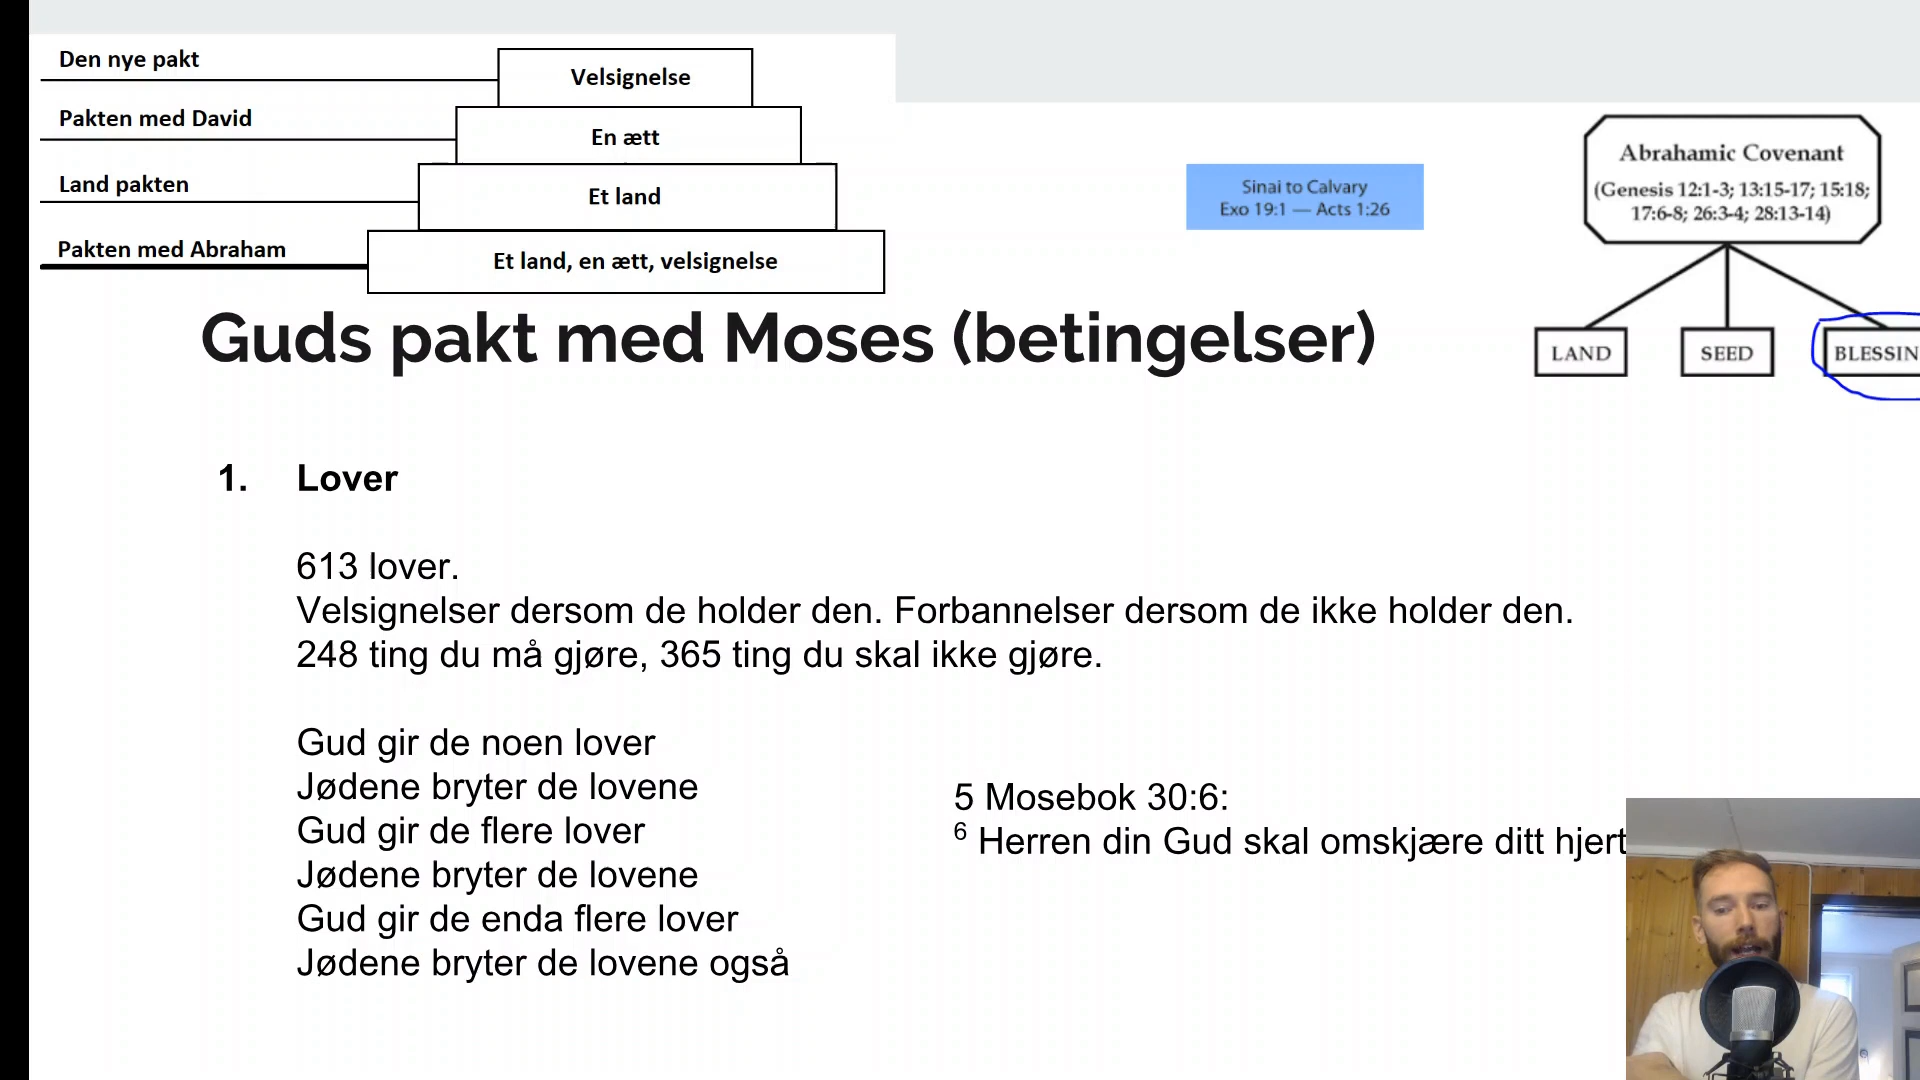 Den nye pakt
Velsignelse
Pakten med David
En ætt
Land pakten
Et land
Pakten med Abraham
Et land, en ætt, velsignelse
Sinai to Calvary
Exo 19:1 — Acts 1:26
Abrahamic Covenant
(Genesis 12:1-3; 13:15-17; 15:18;
17:6-8; 26:3-4; 28:13-14)
LAND
SEED
BLESSIN
Guds pakt med Moses (betingelser)
1. Lover
613 lover.
Velsignelser dersom de holder den. Forbannelser dersom de ikke holder den.
248 ting du må gjøre, 365 ting du skal ikke gjøre.
Gud gir de noen lover
Jødene bryter de lovene
Gud gir de flere lover
Jødene bryter de lovene
Gud gir de enda flere lover
Jødene bryter de lovene også
5 Mosebok 30:6:
6 Herren din Gud skal omskjære ditt hjert